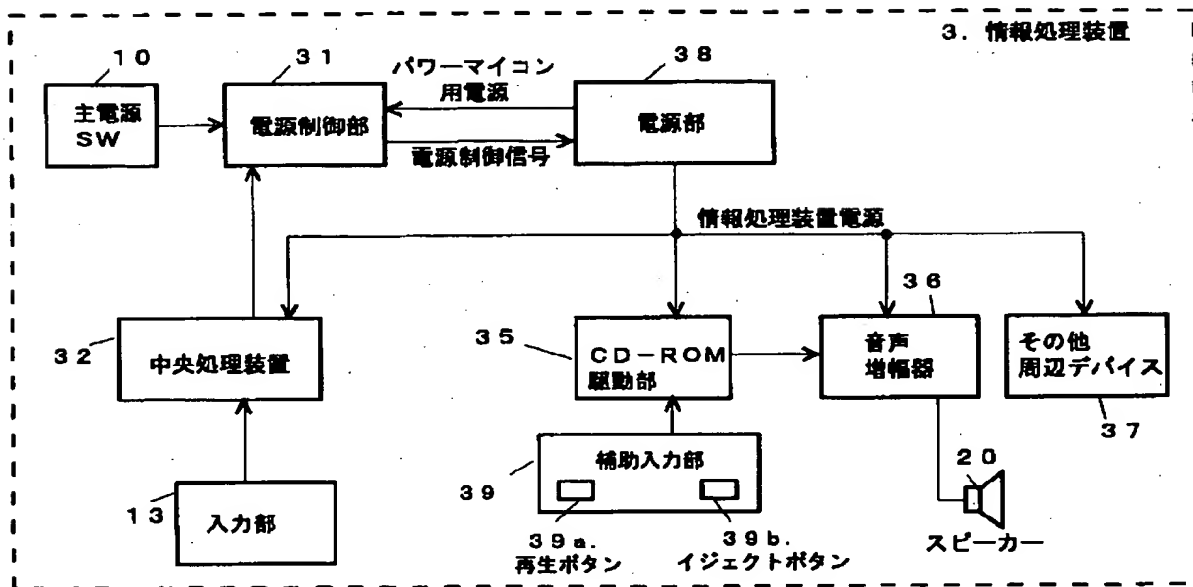 3. 情報処理装置
10
主電源
SW
31
電源制御部
パワーマイコン
用電源
電源制御信号
38
電源部
情報処理装置電源
32
中央処理装置
13
入力部
35
CD-ROM
駆動部
36
音声
増幅器
その他
周辺デバイス
37
39
補助入力部
39a.
再生ボタン
39b.
イジェクトボタン
20
スピーカー